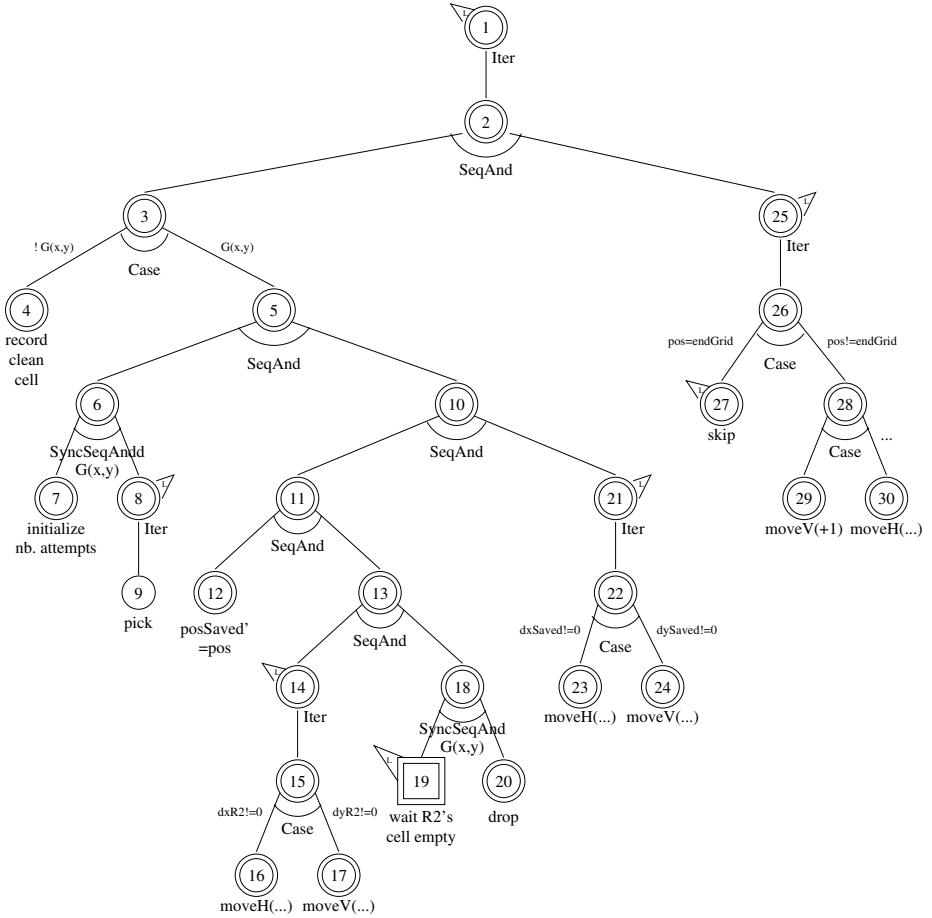 L
1
Iter
2
SeqAnd
3
25
L
! G(x,y)
G(x,y)
Iter
Case
4
5
26
record
clean
cell
pos=endGrid
pos!=endGrid
SeqAnd
Case
6
10
L
27
28
skip
SyncSeqAndd
G(x,y)
SeqAnd
Case
...
7
8
L
11
21
L
29
30
initialize
nb. attempts
Iter
SeqAnd
Iter
moveV(+1)
moveH(...)
9
12
13
22
pick
posSaved'
=pos
SeqAnd
dxSaved!=0
dySaved!=0
Case
L
14
18
23
24
Iter
SyncSeqAnd
G(x,y)
moveH(...)
moveV(...)
15
L
19
20
dxR2!=0
dyR2!=0
Case
wait R2's
cell empty
drop
16
17
moveH(...)
moveV(...)